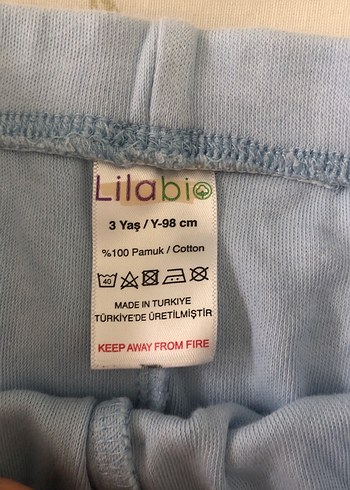 Lilabio
3 Yaş / Y-98 cm
%100 Pamuk / Cotton
40
MADE IN TURKIYE
TÜRKİYE'DE ÜRETİLMİŞTİR
KEEP AWAY FROM FIRE